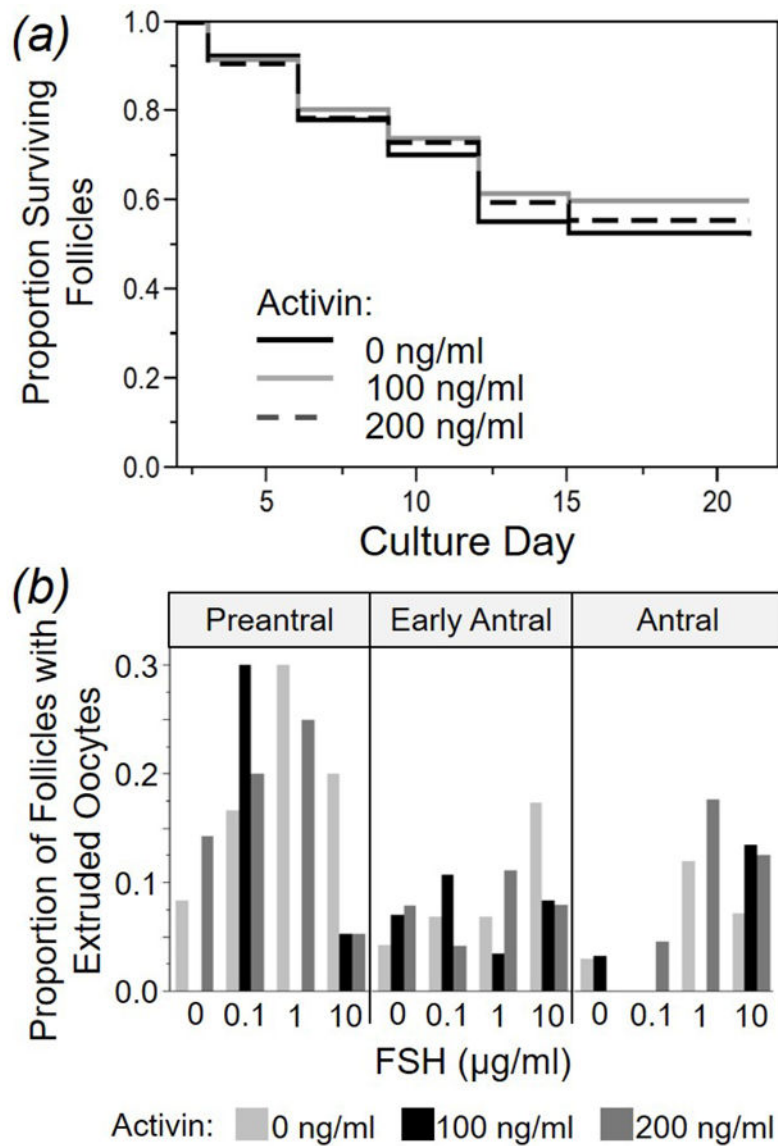 (a)
Proportion Surviving
Follicles
1.0
0.8
0.6
0.4
0.2
0.0
Activin:
0 ng/ml
100 ng/ml
200 ng/ml
5 10 15 20
Culture Day
(b)
Preantral Early Antral Antral
Proportion of Follicles with
Extruded Oocytes
0.3
0.2
0.1
0.0
0 0.1 1 10 0 0.1 1 10 0 0.1 1 10
FSH (µg/ml)
Activin: 0 ng/ml 100 ng/ml 200 ng/ml